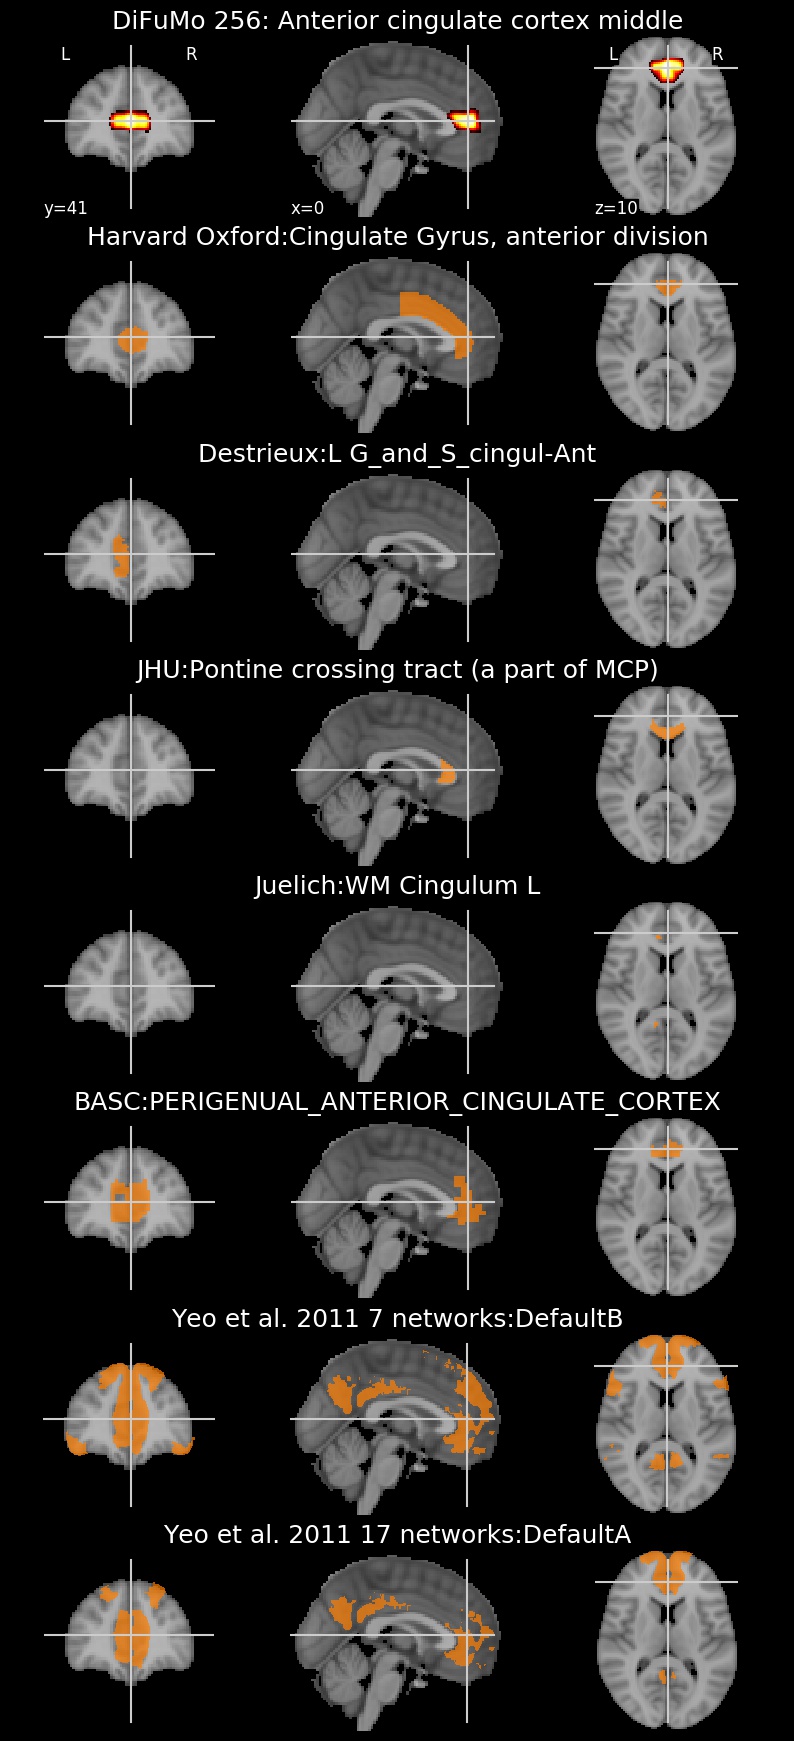 DiFuMo 256: Anterior cingulate cortex middle
L R L R
y=41 x=0 z=10
Harvard Oxford:Cingulate Gyrus, anterior division
Destrieux:L G_and_S_cingul-Ant
JHU:Pontine crossing tract (a part of MCP)
Juelich:WM Cingulum L
BASC:PERIGENUAL_ANTERIOR_CINGULATE_CORTEX
Yeo et al. 2011 7 networks:DefaultB
Yeo et al. 2011 17 networks:DefaultA